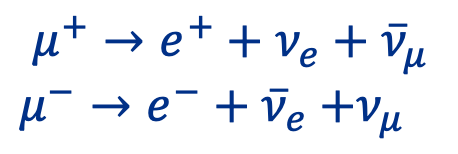 μ⁺ → e⁺ + νₑ + ν̄_μ
μ⁻ → e⁻ + ν̄ₑ +ν_μ